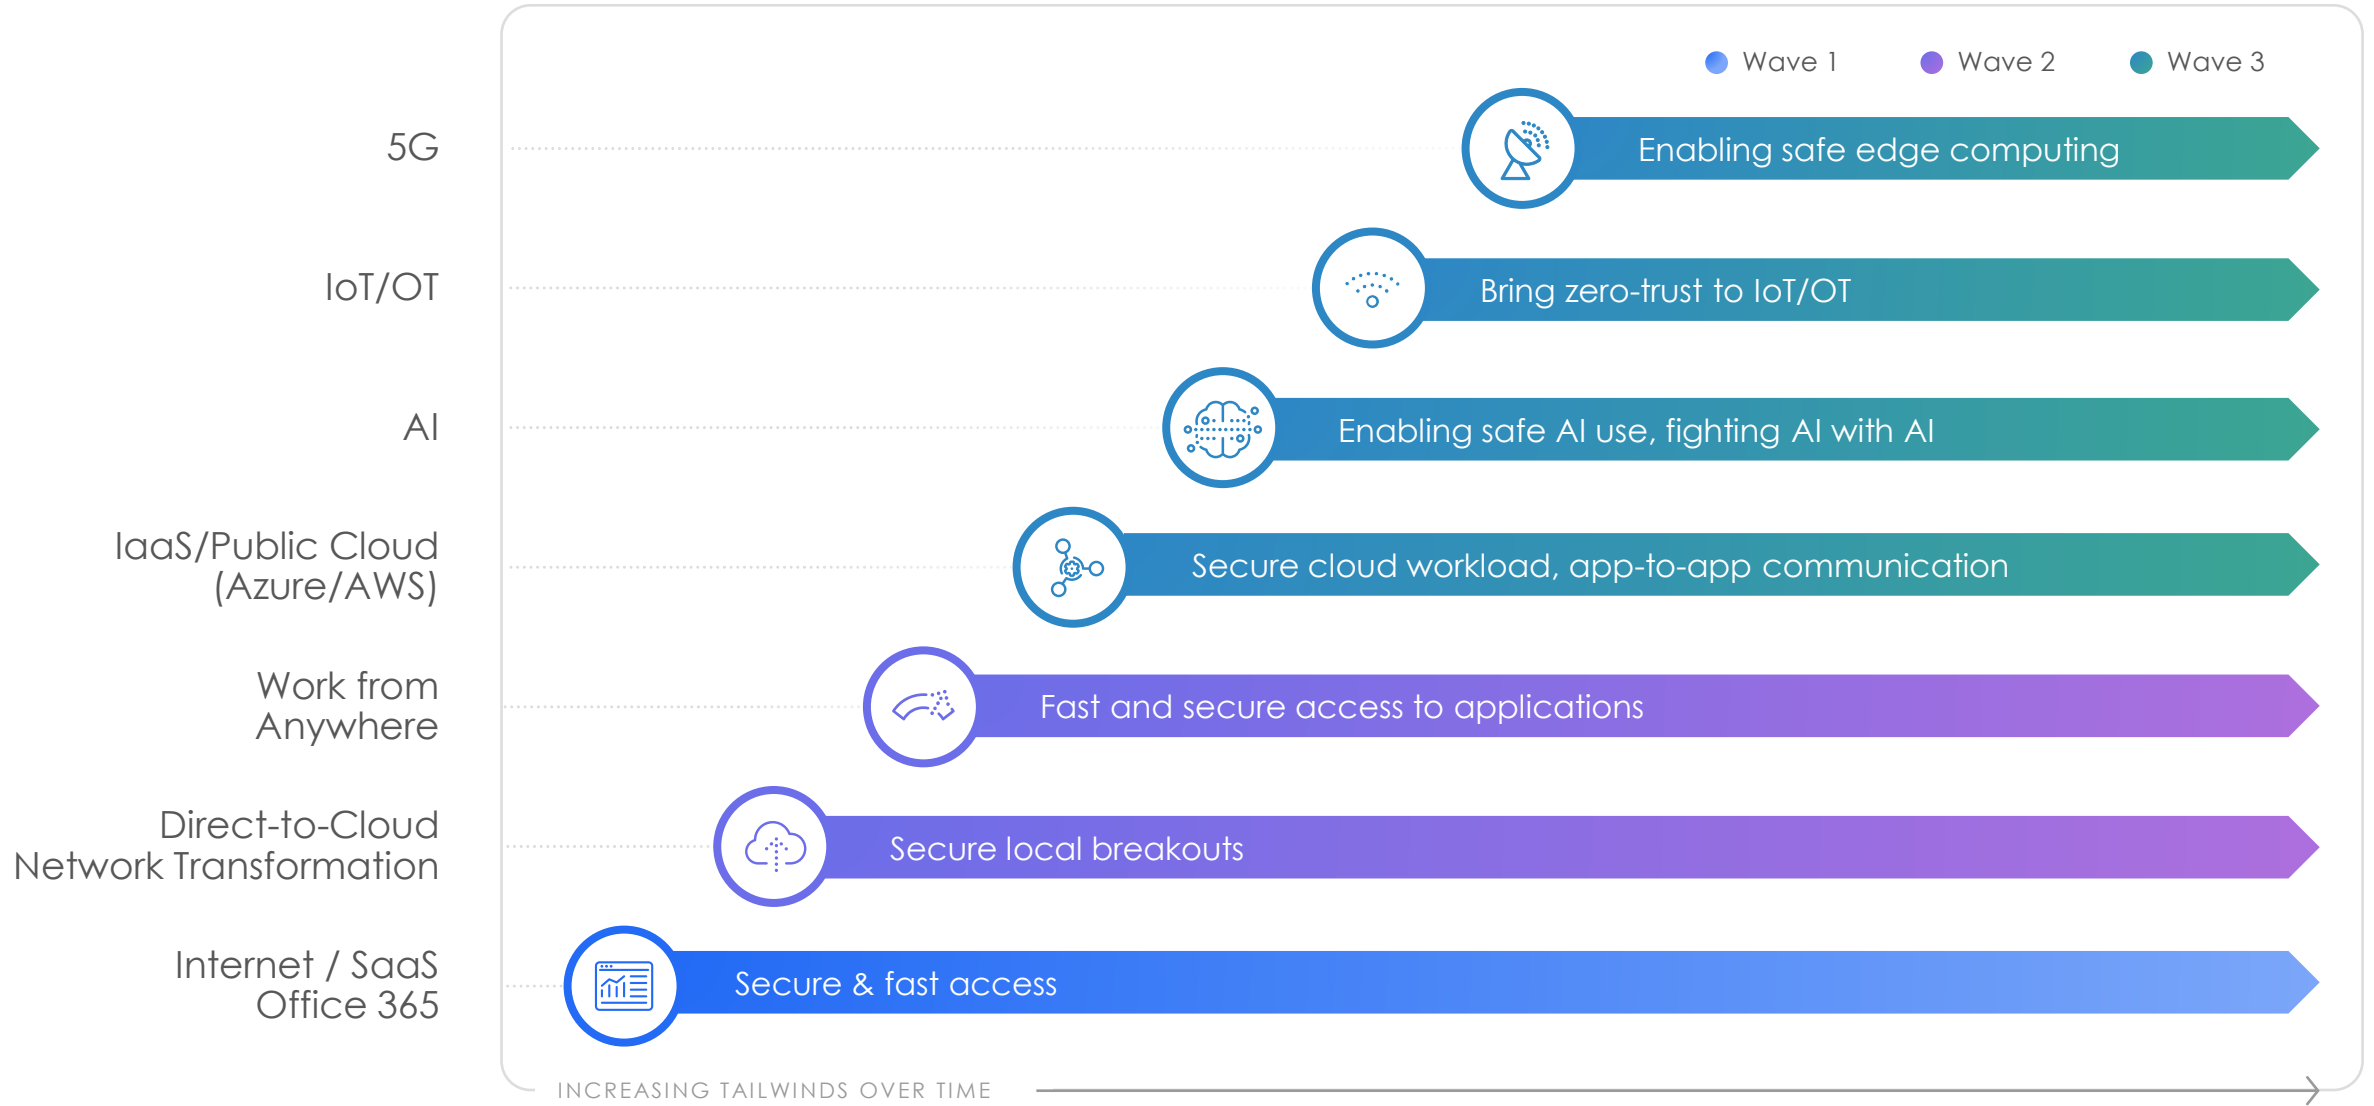 Wave 1
Wave 2
Wave 3
5G
Enabling safe edge computing
IoT/OT
Bring zero-trust to IoT/OT
AI
Enabling safe AI use, fighting AI with AI
IaaS/Public Cloud
(Azure/AWS)
Secure cloud workload, app-to-app communication
Work from
Anywhere
Fast and secure access to applications
Direct-to-Cloud
Network Transformation
Secure local breakouts
Internet / SaaS
Office 365
Secure & fast access
INCREASING TAILWINDS OVER TIME